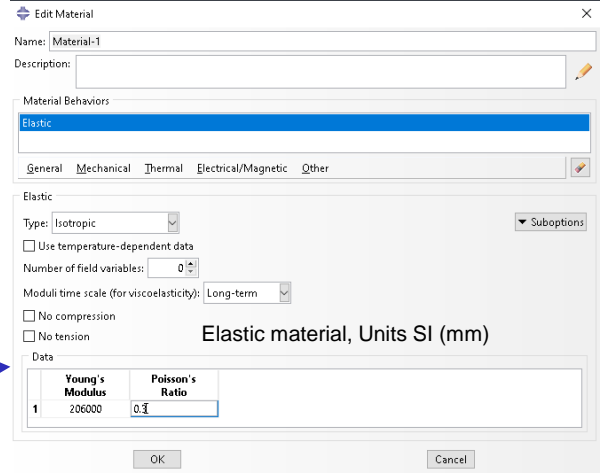 Edit Material
Name: Material-1
Description:
Material Behaviors
Elastic
General Mechanical Thermal Electrical/Magnetic Other
Elastic
Type: Isotropic
Suboptions
Use temperature-dependent data
Number of field variables: 0
Moduli time scale (for viscoelasticity): Long-term
No compression
No tension
Elastic material, Units SI (mm)
Data
Young's Modulus
Poisson's Ratio
1 206000 0.3
OK Cancel